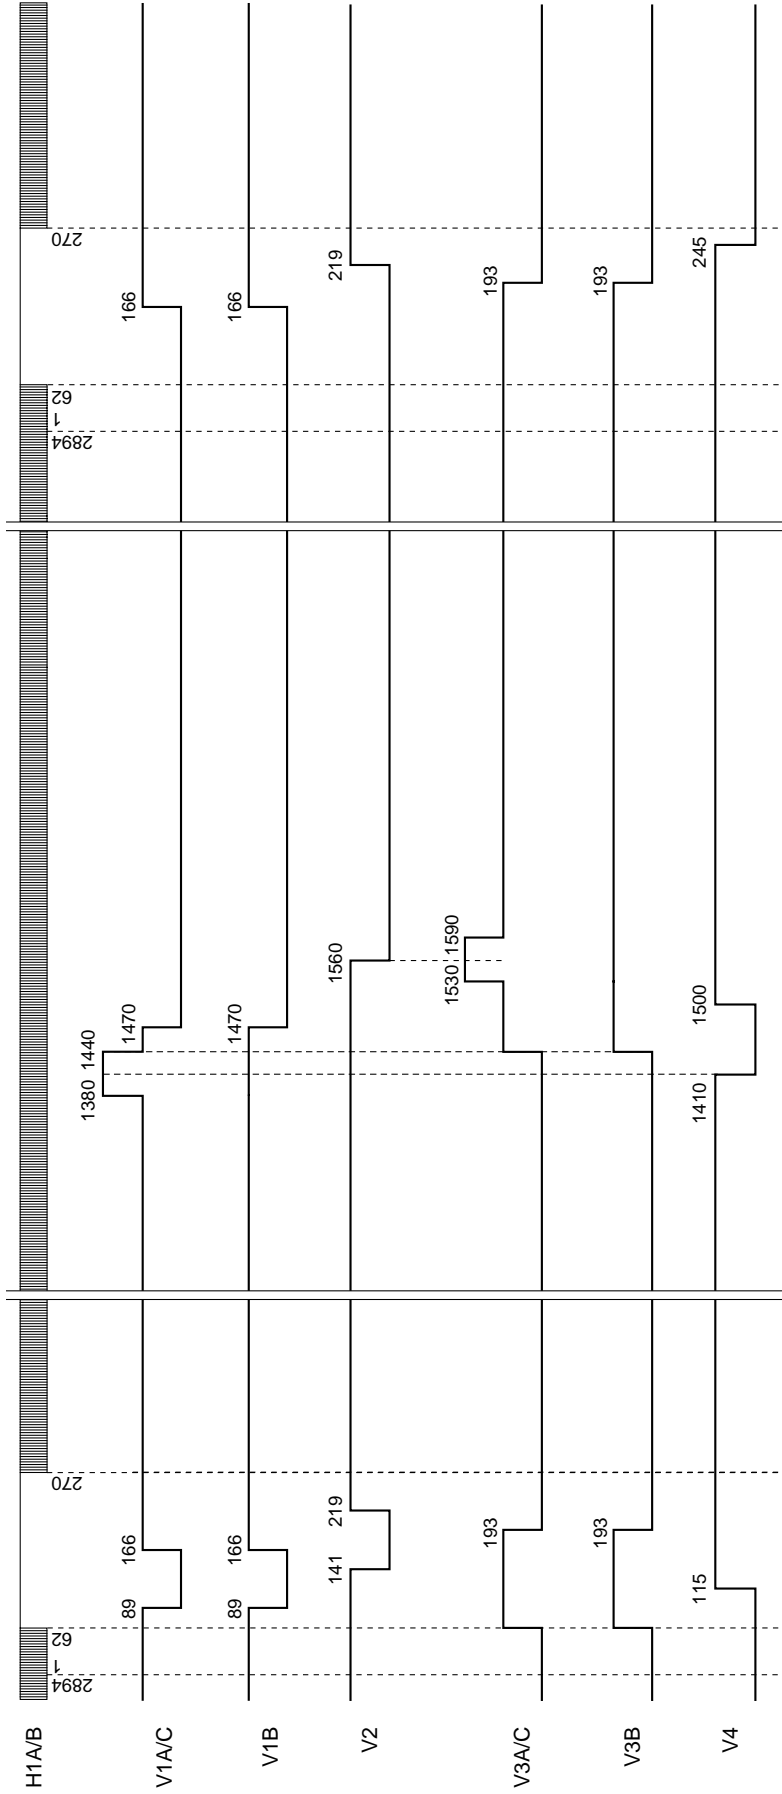 H1A/B
2894 1 62 270 2894 1 62 270
1380 1440
V1A/C 89 166 1470 166
V1B 89 166 1470 166
V2 141 219 1560 219
1530 1590
V3A/C 193 193
V3B 193 193
V4 115 1410 1500 245